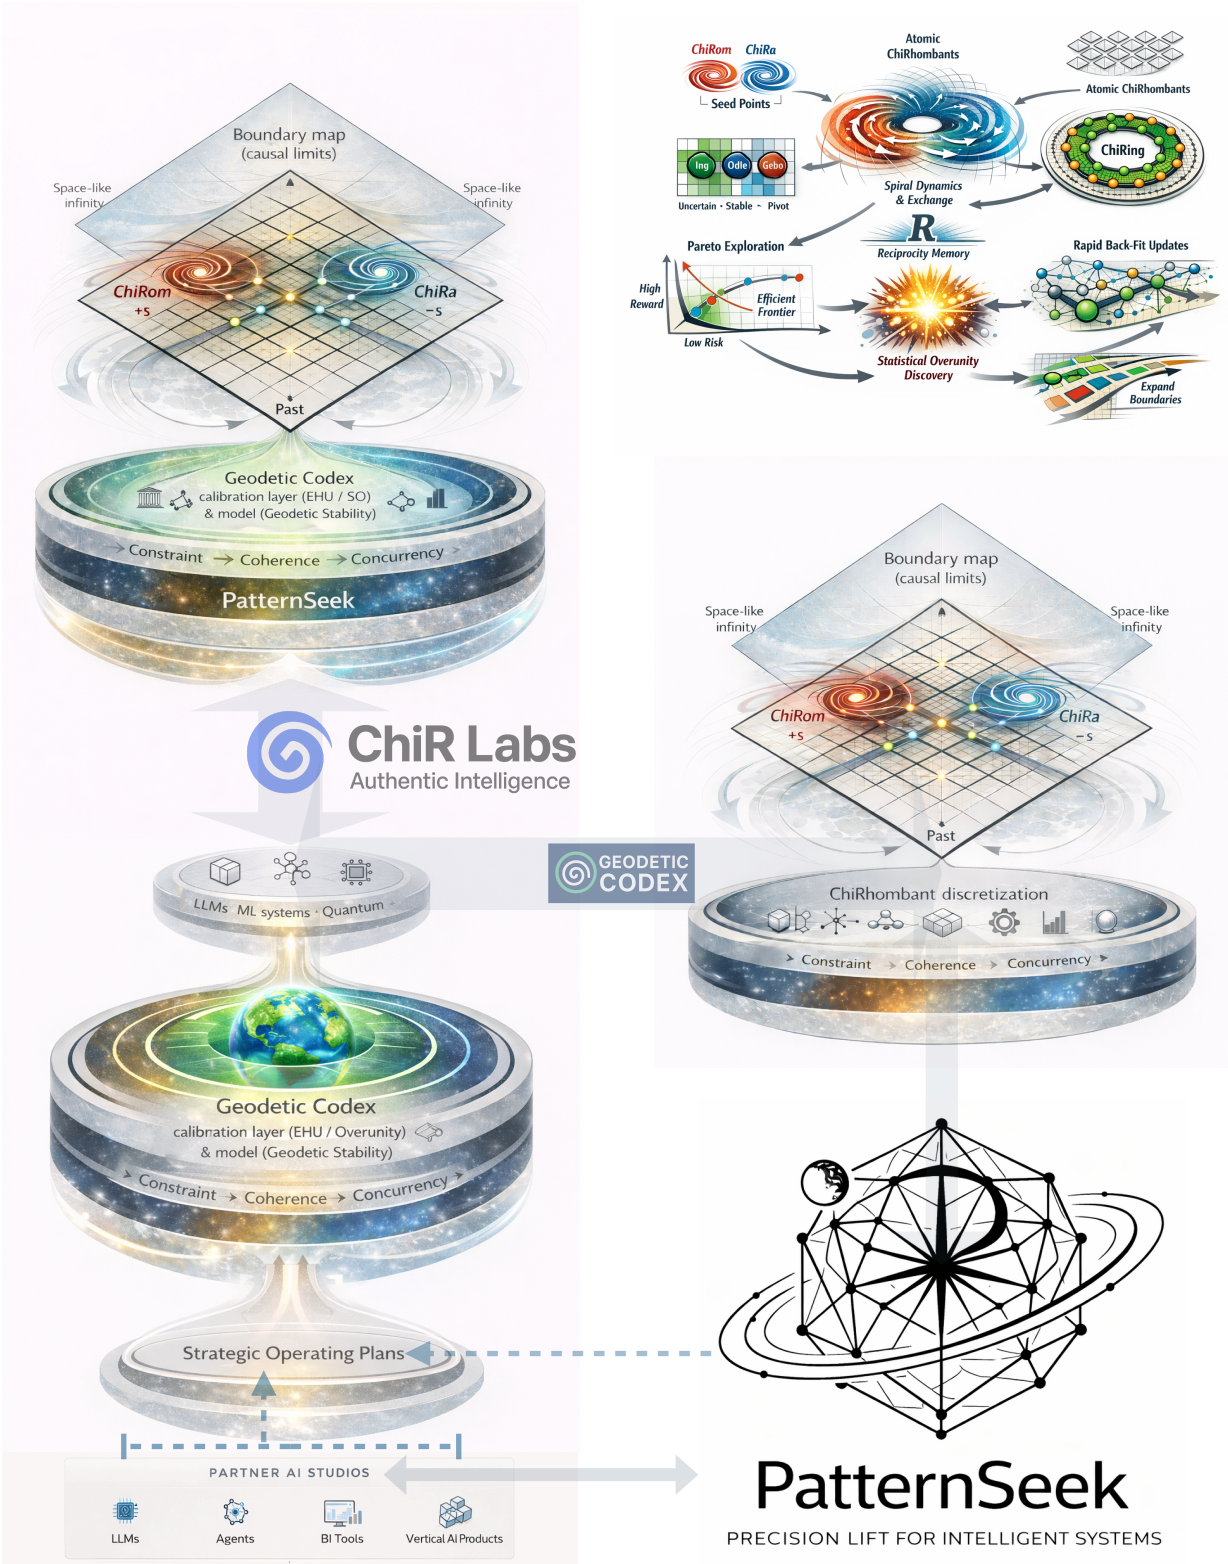 Boundary map
(causal limits)
Space-like
infinity
Space-like
infinity
ChiRom
+s
ChiRa
−s
Past
Geodetic Codex
calibration layer (EHU / SO)
& model (Geodetic Stability)
Constraint
Coherence
Concurrency
PatternSeek
ChiRom
ChiRa
Seed Points
Atomic
ChiRhombants
Atomic ChiRhombants
ChiRing
Ing
Odle
Gebo
Uncertain • Stable - Pivot
Spiral Dynamics
& Exchange
R
Reciprocity Memory
Pareto Exploration
High
Reward
Efficient
Frontier
Low Risk
Rapid Back-Fit Updates
Statistical Overunity
Discovery
Expand
Boundaries
ChiR Labs
Authentic Intelligence
Boundary map
(causal limits)
Space-like
infinity
Space-like
infinity
ChiRom
+s
ChiRa
−s
Past
GEODETIC
CODEX
ChiRhombant discretization
Constraint
Coherence
Concurrency
LLMs ML systems · Quantum
Geodetic Codex
calibration layer (EHU / Overunity)
& model (Geodetic Stability)
Constraint
Coherence
Concurrency
Strategic Operating Plans
PARTNER AI STUDIOS
LLMs
Agents
BI Tools
Vertical AI Products
PatternSeek
PRECISION LIFT FOR INTELLIGENT SYSTEMS